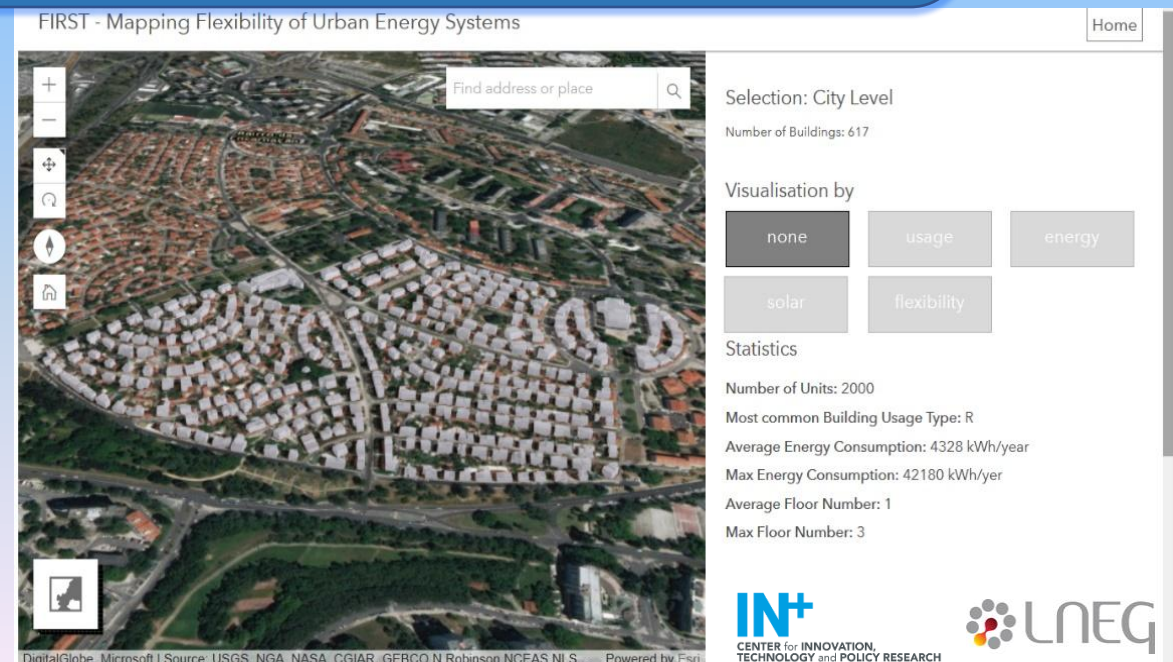 FIRST - Mapping Flexibility of Urban Energy Systems
Home
Find address or place
Selection: City Level
Number of Buildings: 617
Visualisation by
none
usage
energy
solar
flexibility
Statistics
Number of Units: 2000
Most common Building Usage Type: R
Average Energy Consumption: 4328 kWh/year
Max Energy Consumption: 42180 kWh/yer
Average Floor Number: 1
Max Floor Number: 3
IN+
CENTER for INNOVATION,
TECHNOLOGY and POLICY RESEARCH
LNEG
DigitalGlobe, Microsoft | Source: USGS, NGA, NASA, CGIAR, GEBCO,N Robinson,NCEAS,NLS, Powered by Esri